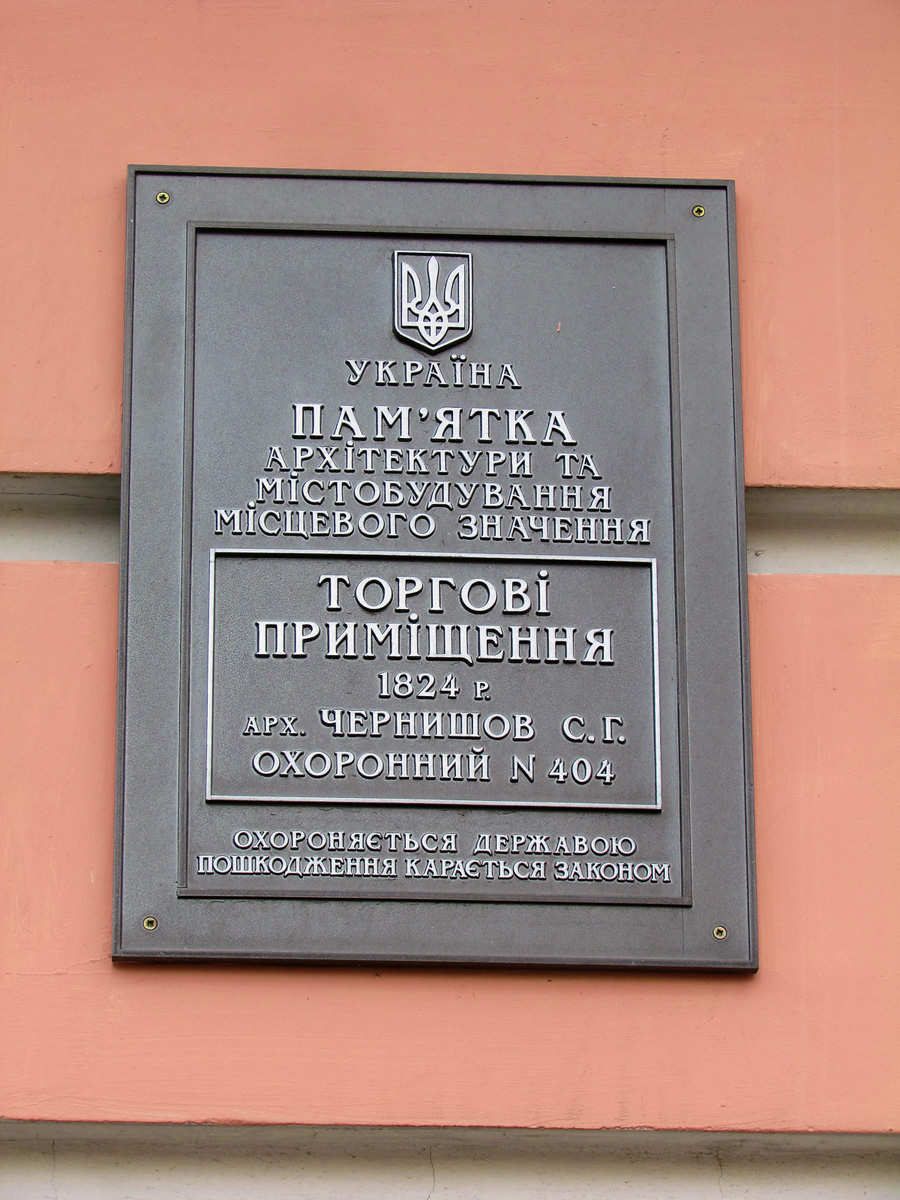 УКРАЇНА
ПАМ'ЯТКА
АРХІТЕКТУРИ ТА
МІСТОБУДУВАННЯ
МІСЦЕВОГО ЗНАЧЕННЯ
ТОРГОВІ
ПРИМІЩЕННЯ
1824 р.
АРХ. ЧЕРНИШОВ С.Г.
ОХОРОННИЙ N 404
ОХОРОНЯЄТЬСЯ ДЕРЖАВОЮ
ПОШКОДЖЕННЯ КАРАЄТЬСЯ ЗАКОНОМ